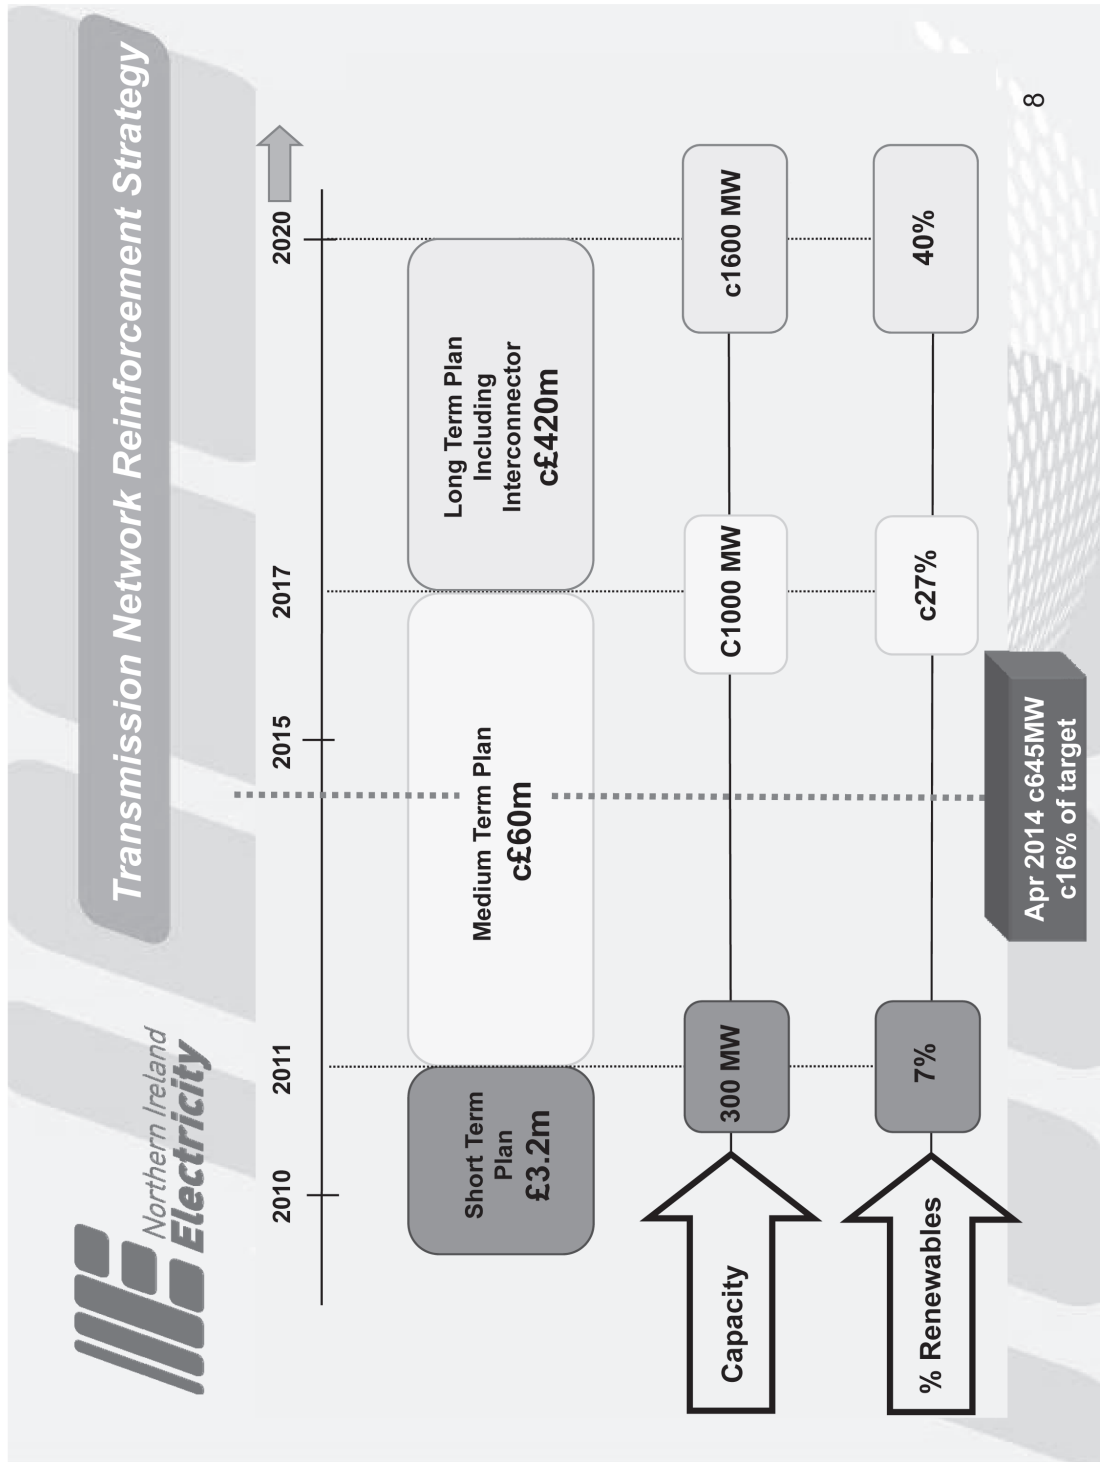 Northern Ireland
Electricity
Transmission Network Reinforcement Strategy
2010
2011
2015
2017
2020
Short Term
Plan
£3.2m
Medium Term Plan
c£60m
Long Term Plan
Including
Interconnector
c£420m
Capacity
300 MW
C1000 MW
c1600 MW
% Renewables
7%
c27%
40%
Apr 2014 c645MW
c16% of target
8